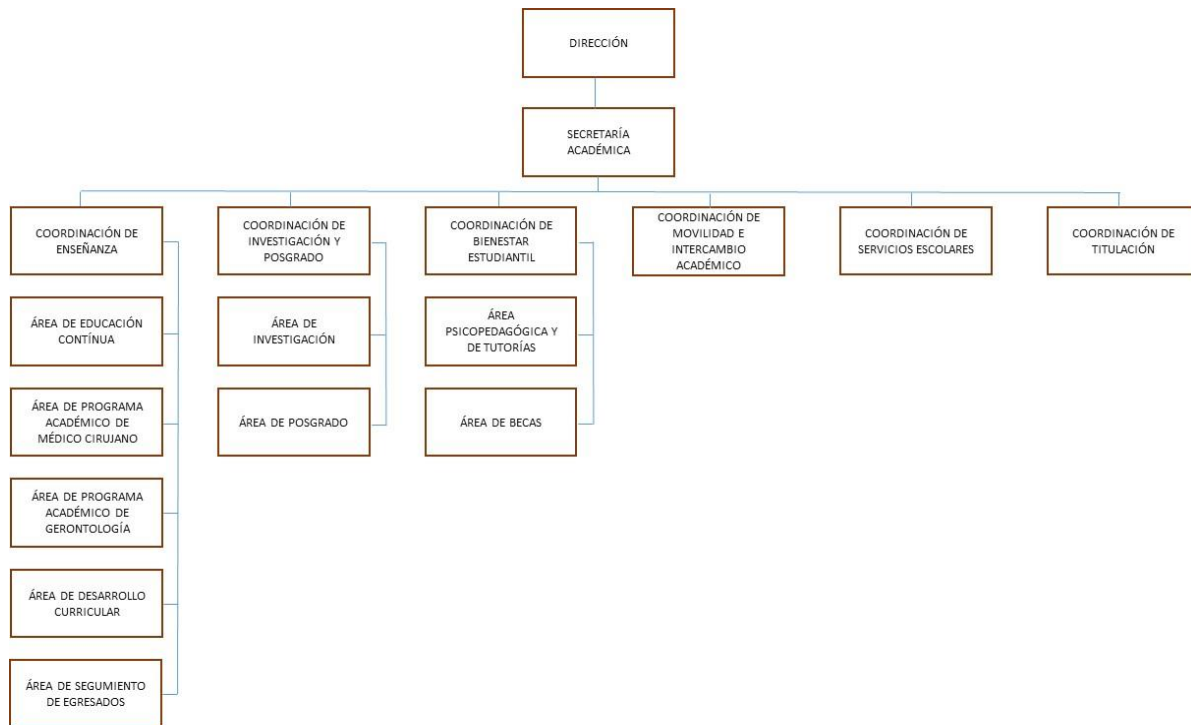 DIRECCIÓN
SECRETARÍA
ACADÉMICA
COORDINACIÓN DE
ENSEÑANZA
COORDINACIÓN DE
INVESTIGACIÓN Y
POSGRADO
COORDINACIÓN DE
BIENESTAR
ESTUDIANTIL
COORDINACIÓN DE
MOVILIDAD E
INTERCAMBIO
ACADÉMICO
COORDINACIÓN DE
SERVICIOS ESCOLARES
COORDINACIÓN DE
TITULACIÓN
ÁREA DE EDUCACIÓN
CONTÍNUA
ÁREA DE
INVESTIGACIÓN
ÁREA
PSICOPEDAGÓGICA Y
DE TUTORÍAS
ÁREA DE PROGRAMA
ACADÉMICO DE
MÉDICO CIRUJANO
ÁREA DE POSGRADO
ÁREA DE BECAS
ÁREA DE PROGRAMA
ACADÉMICO DE
GERONTOLOGÍA
ÁREA DE DESARROLLO
CURRICULAR
ÁREA DE SEGUMIENTO
DE EGRESADOS